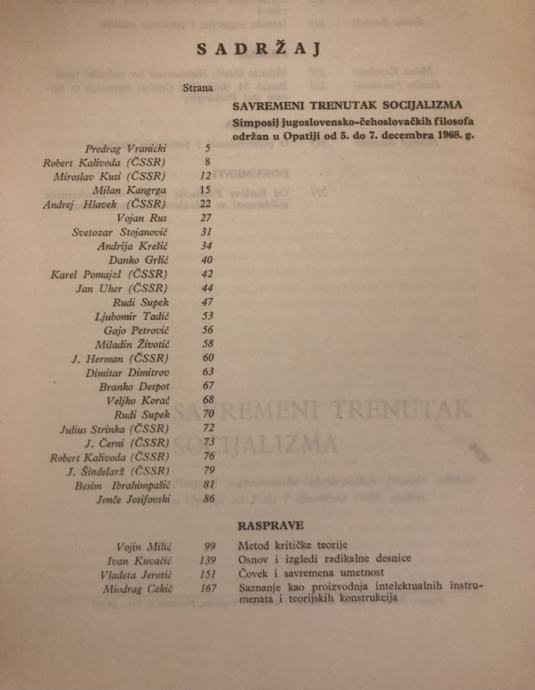 SADRŽAJ
Strana
SAVREMENI TRENUTAK SOCIJALIZMA
Simposij jugoslovensko-čehoslovačkih filosofa
održan u Opatiji od 5. do 7. decembra 1968. g.
Predrag Vranicki 5
Robert Kalivoda (ČSSR) 8
Miroslav Kusi (ČSSR) 12
Milan Kangrga 15
Andrej Hlavek (ČSSR) 22
Vojan Rus 27
Svetozar Stojanović 31
Andrija Krešić 34
Danko Grlić 40
Karel Pomajzl (ČSSR) 42
Jan Uher (ČSSR) 44
Rudi Supek 47
Ljubomir Tadić 53
Gajo Petrović 56
Miladin Životić 58
J. Herman (ČSSR) 60
Dimitar Dimitrov 63
Branko Despot 67
Veljko Korać 68
Rudi Supek 70
Julius Strinka (ČSSR) 72
J. Černi (ČSSR) 73
Robert Kalivoda (ČSSR) 76
J. Šindelarž (ČSSR) 79
Besim Ibrahimpašić 81
Jonče Josifovski 86
RASPRAVE
Vojin Milić 99 Metod kritičke teorije
Ivan Kuvačić 139 Osnov i izgledi radikalne desnice
Vladeta Jerotić 151 Čovek i savremena umetnost
Miodrag Cekić 167 Saznanje kao proizvodnja intelektualnih instru-
menata i teorijskih konstrukcija